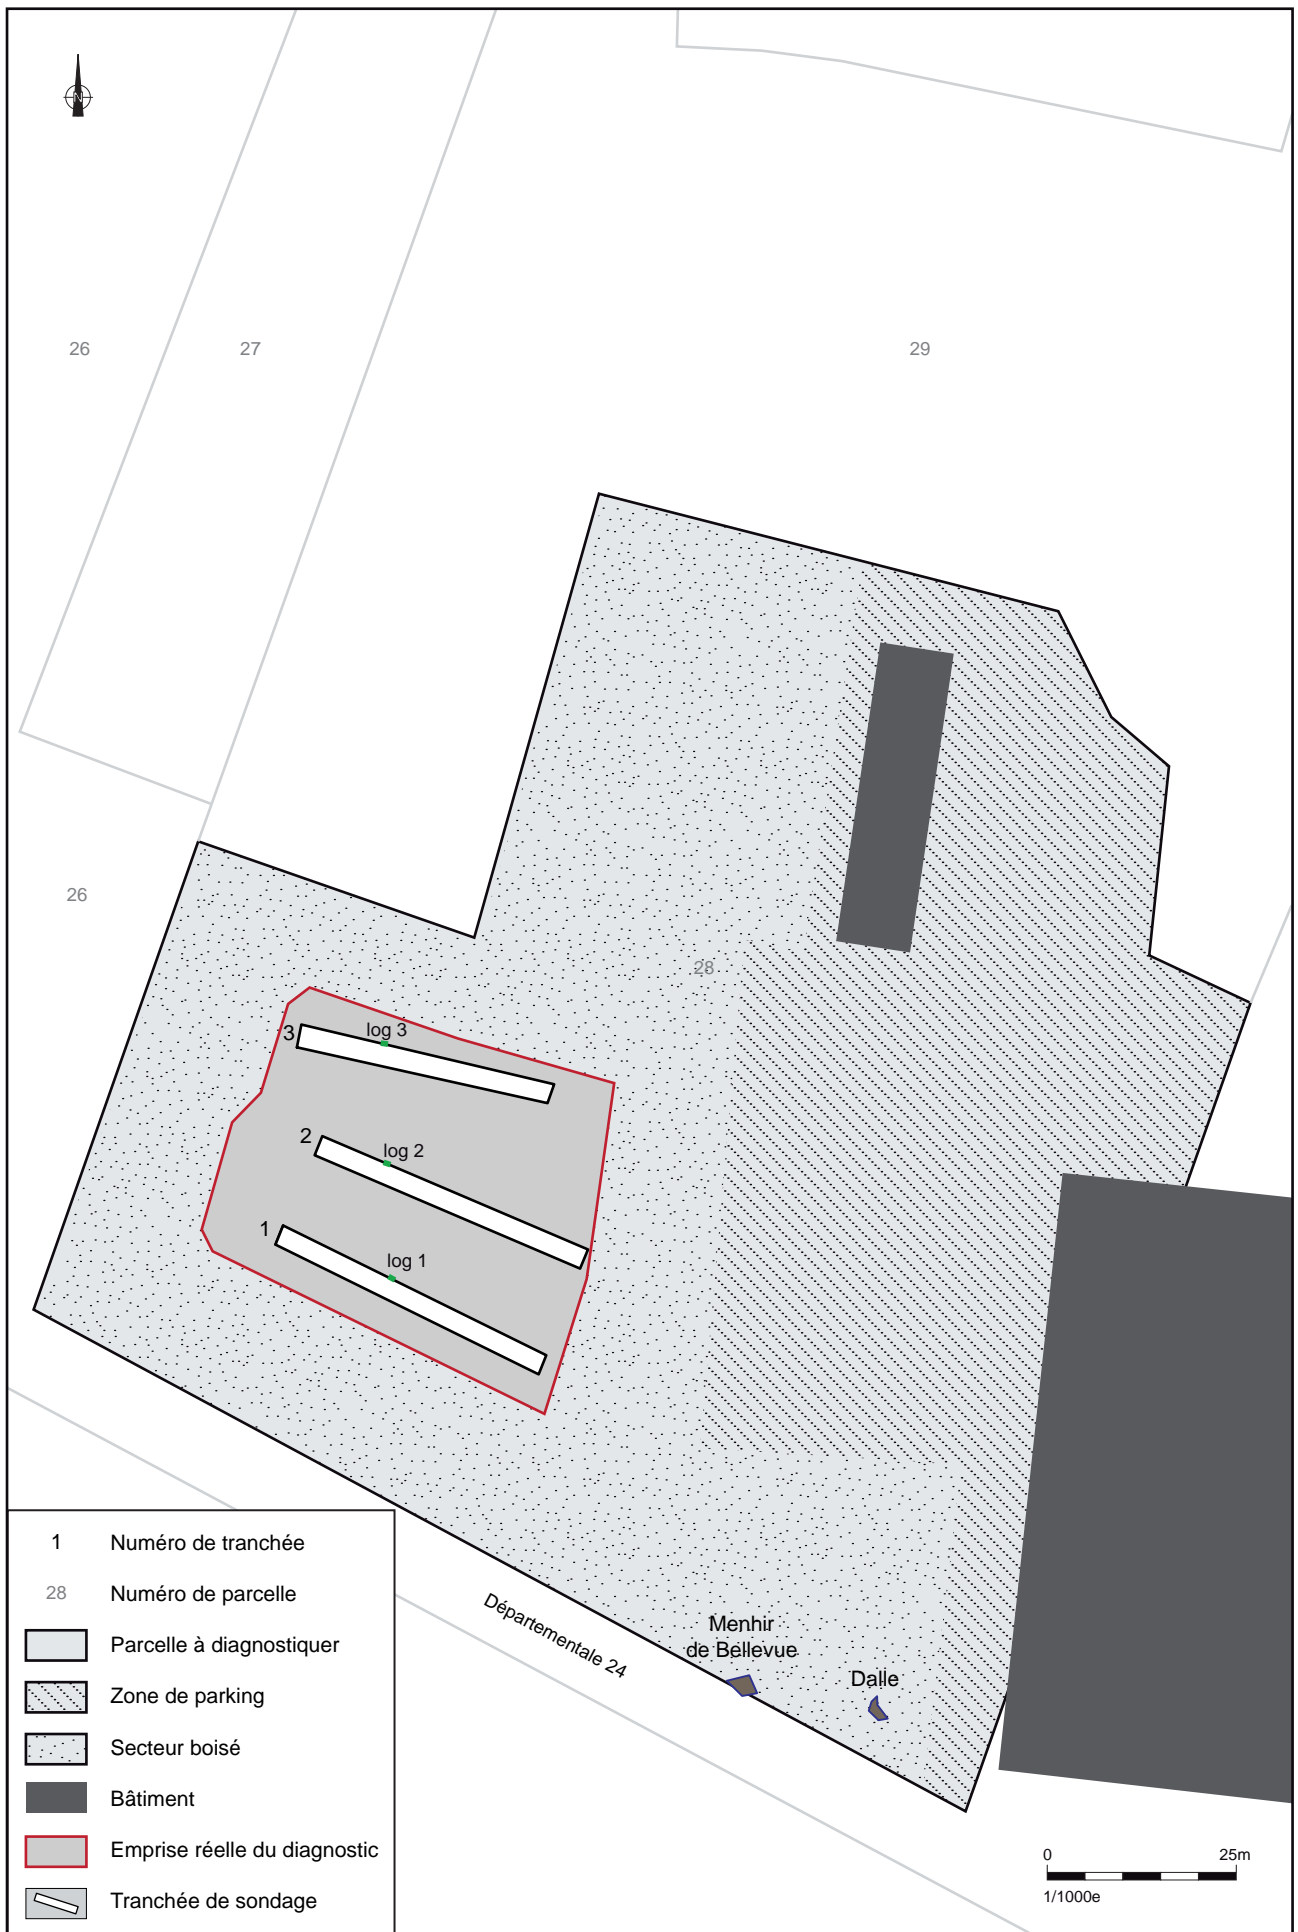 N
26
27
29
26
28
3
log 3
2
log 2
1
log 1
Départementale 24
Menhir
de Bellevue
Dalle
1 Numéro de tranchée
28 Numéro de parcelle
Parcelle à diagnostiquer
Zone de parking
Secteur boisé
Bâtiment
Emprise réelle du diagnostic
Tranchée de sondage
0 25m
1/1000e